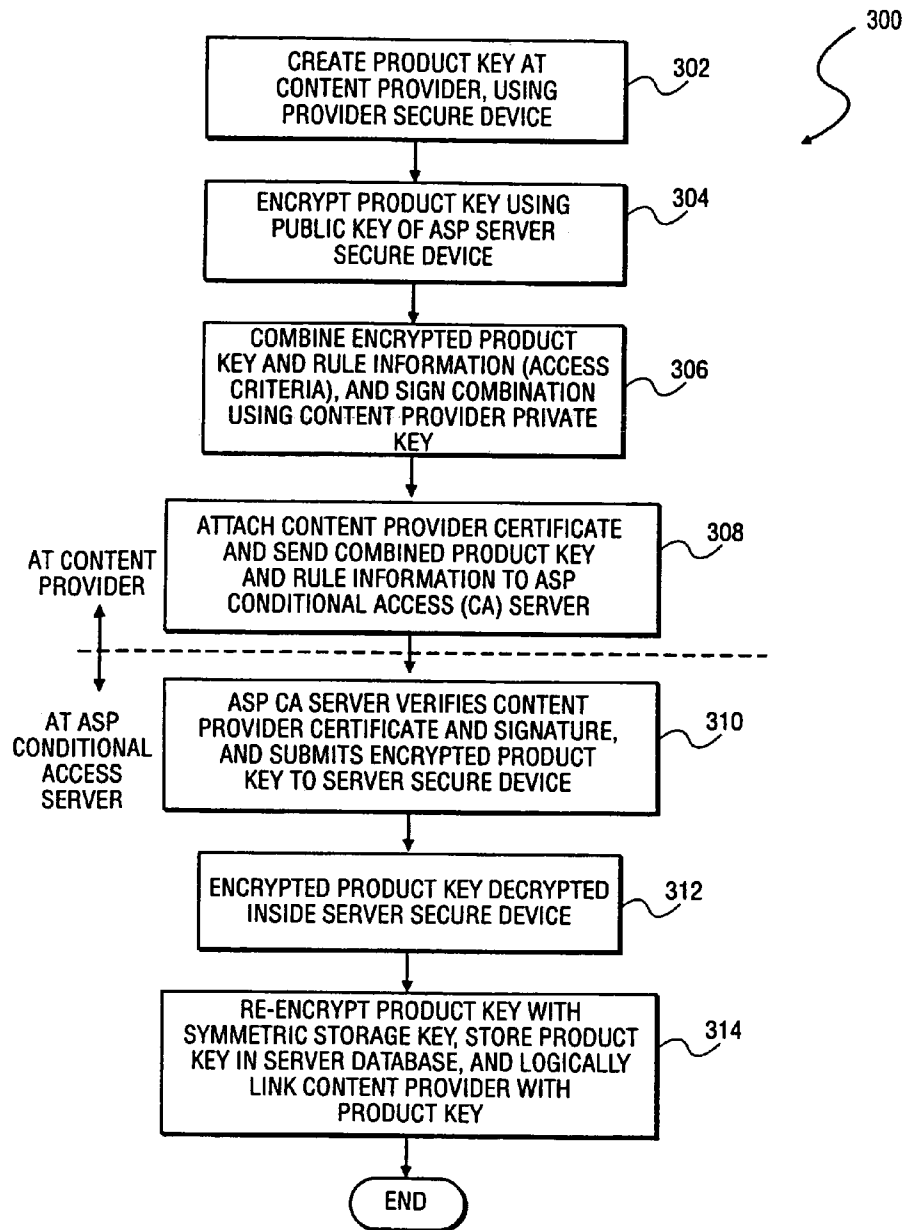 300
CREATE PRODUCT KEY AT
CONTENT PROVIDER, USING
PROVIDER SECURE DEVICE
302
ENCRYPT PRODUCT KEY USING
PUBLIC KEY OF ASP SERVER
SECURE DEVICE
304
COMBINE ENCRYPTED PRODUCT
KEY AND RULE INFORMATION (ACCESS
CRITERIA), AND SIGN COMBINATION
USING CONTENT PROVIDER PRIVATE
KEY
306
ATTACH CONTENT PROVIDER CERTIFICATE
AND SEND COMBINED PRODUCT KEY
AND RULE INFORMATION TO ASP
CONDITIONAL ACCESS (CA) SERVER
308
AT CONTENT
PROVIDER
AT ASP
CONDITIONAL
ACCESS
SERVER
ASP CA SERVER VERIFIES CONTENT
PROVIDER CERTIFICATE AND SIGNATURE,
AND SUBMITS ENCRYPTED PRODUCT
KEY TO SERVER SECURE DEVICE
310
ENCRYPTED PRODUCT KEY DECRYPTED
INSIDE SERVER SECURE DEVICE
312
RE-ENCRYPT PRODUCT KEY WITH
SYMMETRIC STORAGE KEY, STORE PRODUCT
KEY IN SERVER DATABASE, AND LOGICALLY
LINK CONTENT PROVIDER WITH
PRODUCT KEY
314
END